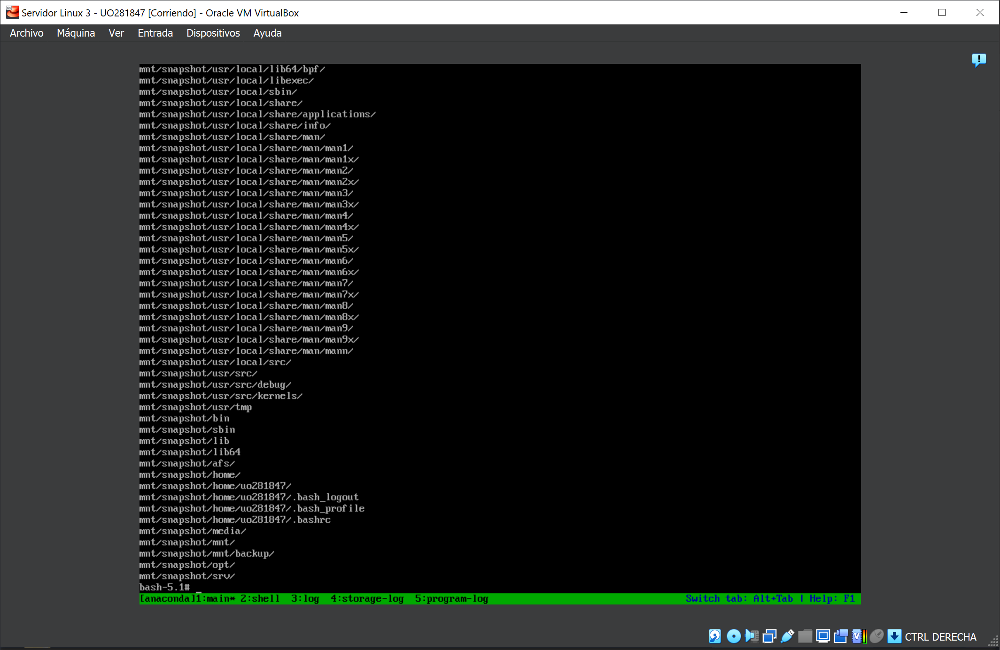 Servidor Linux 3 - UO281847 [Corriendo] - Oracle VM VirtualBox
Archivo Máquina Ver Entrada Dispositivos Ayuda
mnt/snapshot/usr/local/lib64/bpf/
mnt/snapshot/usr/local/libexec/
mnt/snapshot/usr/local/sbin/
mnt/snapshot/usr/local/share/
mnt/snapshot/usr/local/share/applications/
mnt/snapshot/usr/local/share/info/
mnt/snapshot/usr/local/share/man/
mnt/snapshot/usr/local/share/man/man1/
mnt/snapshot/usr/local/share/man/man1x/
mnt/snapshot/usr/local/share/man/man2/
mnt/snapshot/usr/local/share/man/man2x/
mnt/snapshot/usr/local/share/man/man3/
mnt/snapshot/usr/local/share/man/man3x/
mnt/snapshot/usr/local/share/man/man4/
mnt/snapshot/usr/local/share/man/man4x/
mnt/snapshot/usr/local/share/man/man5/
mnt/snapshot/usr/local/share/man/man5x/
mnt/snapshot/usr/local/share/man/man6/
mnt/snapshot/usr/local/share/man/man6x/
mnt/snapshot/usr/local/share/man/man7/
mnt/snapshot/usr/local/share/man/man7x/
mnt/snapshot/usr/local/share/man/man8/
mnt/snapshot/usr/local/share/man/man8x/
mnt/snapshot/usr/local/share/man/man9/
mnt/snapshot/usr/local/share/man/man9x/
mnt/snapshot/usr/local/share/man/mann/
mnt/snapshot/usr/local/src/
mnt/snapshot/usr/src/
mnt/snapshot/usr/src/debug/
mnt/snapshot/usr/src/kernels/
mnt/snapshot/usr/tmp
mnt/snapshot/bin
mnt/snapshot/sbin
mnt/snapshot/lib
mnt/snapshot/lib64
mnt/snapshot/afs/
mnt/snapshot/home/
mnt/snapshot/home/uo281847/
mnt/snapshot/home/uo281847/.bash_logout
mnt/snapshot/home/uo281847/.bash_profile
mnt/snapshot/home/uo281847/.bashrc
mnt/snapshot/media/
mnt/snapshot/mnt/
mnt/snapshot/mnt/backup/
mnt/snapshot/opt/
mnt/snapshot/srv/
bash-5.1# _
[anaconda]1:main* 2:shell 3:log 4:storage-log 5:program-log Switch tab: Alt+Tab | Help: F1
CTRL DERECHA